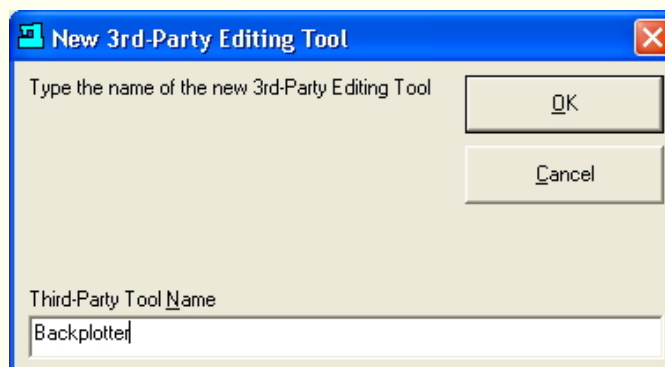 New 3rd-Party Editing Tool
Type the name of the new 3rd-Party Editing Tool
OK
Cancel
Third-Party Tool Name
Backplotter